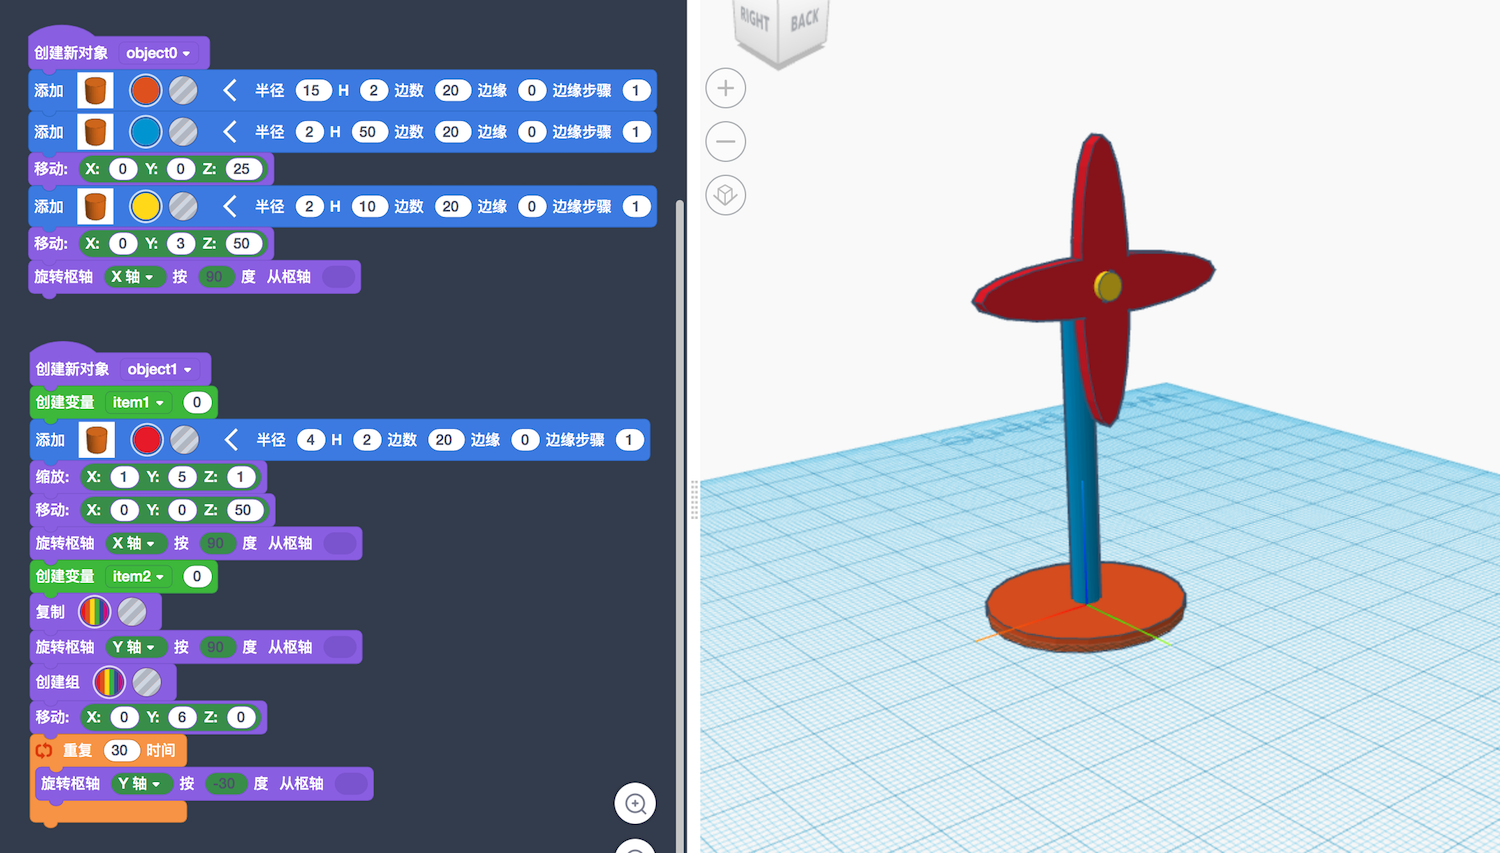 创建新对象 object0
添加 半径 15 H 2 边数 20 边缘 0 边缘步骤 1
添加 半径 2 H 50 边数 20 边缘 0 边缘步骤 1
移动: X: 0 Y: 0 Z: 25
添加 半径 2 H 10 边数 20 边缘 0 边缘步骤 1
移动: X: 0 Y: 3 Z: 50
旋转枢轴 X 轴 按 90 度 从枢轴
创建新对象 object1
创建变量 item1 0
添加 半径 4 H 2 边数 20 边缘 0 边缘步骤 1
缩放: X: 1 Y: 5 Z: 1
移动: X: 0 Y: 0 Z: 50
旋转枢轴 X 轴 按 90 度 从枢轴
创建变量 item2 0
复制
旋转枢轴 Y 轴 按 90 度 从枢轴
创建组
移动: X: 0 Y: 6 Z: 0
重复 30 时间
旋转枢轴 Y 轴 按 -30 度 从枢轴
RIGHT
BACK